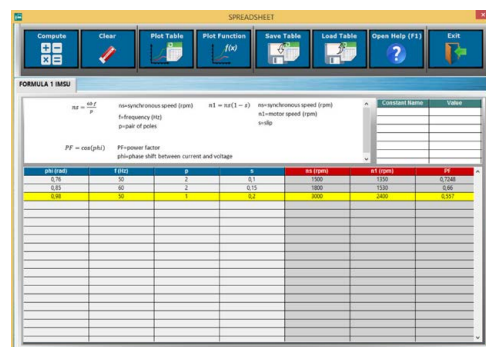 SPREADSHEET
Compute Clear Plot Table Plot Function Save Table Load Table Open Help (F1) Exit
f(x)
FORMULA 1 IMSU
ns = 60·f / p ns=synchronous speed (rpm) n1 = ns(1 − s) ns=synchronous speed (rpm)
f=frequency (Hz) n1=motor speed (rpm)
p=pair of poles s=slip
PF = cos(phi) PF=power factor
phi=phase shift between current and voltage
Constant Name Value
phi (rad) f (Hz) p s ns (rpm) n1 (rpm) PF
0,76 50 2 0,1 1500 1350 0,7248
0,85 60 2 0,15 1800 1530 0,66
0,98 50 1 0,2 3000 2400 0,557